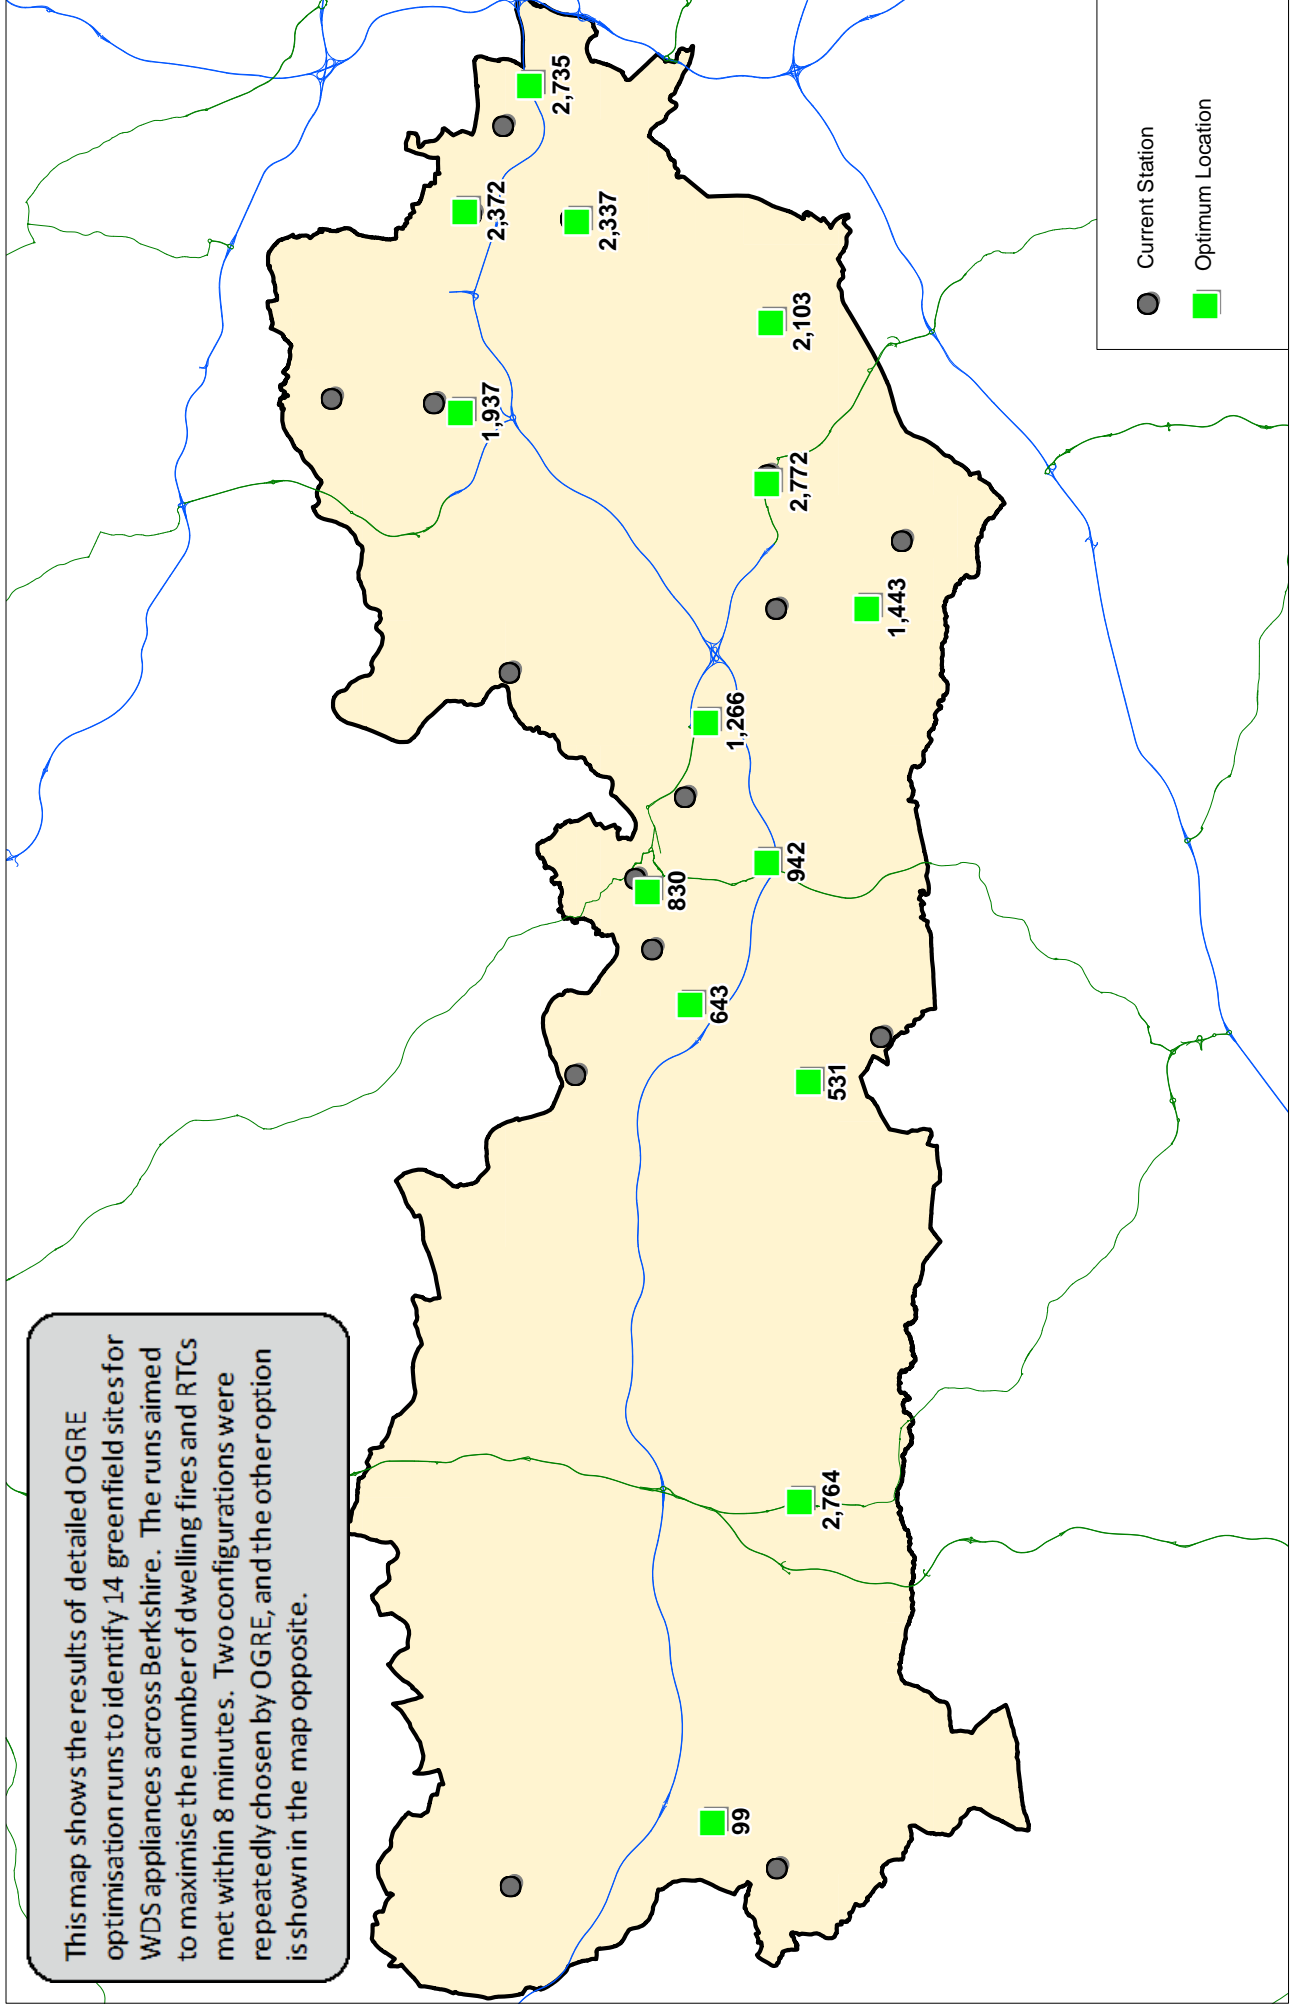 This map shows the results of detailed OGRE
optimisation runs to identify 14 greenfield sites for
WDS appliances across Berkshire.  The runs aimed
to maximise the number of dwelling fires and RTCs
met within 8 minutes.  Two configurations were
repeatedly chosen by OGRE, and the other option
is shown in the map opposite.
99
2,764
531
643
830
942
1,266
1,443
2,772
1,937
2,103
2,337
2,372
2,735
Current Station
Optimum Location